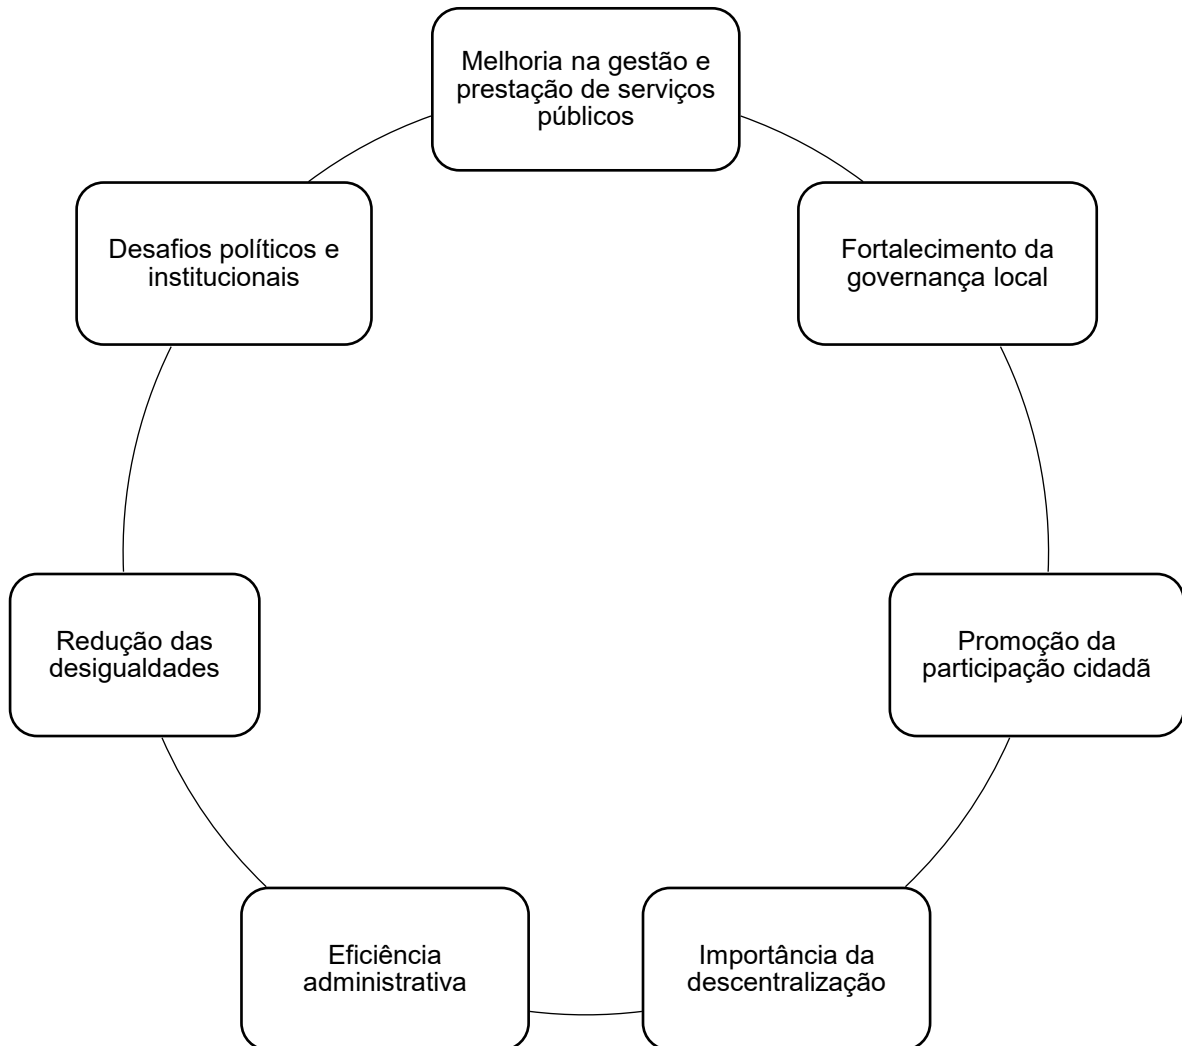 Melhoria na gestão e
prestação de serviços
públicos
Fortalecimento da
governança local
Promoção da
participação cidadã
Importância da
descentralização
Eficiência
administrativa
Redução das
desigualdades
Desafios políticos e
institucionais